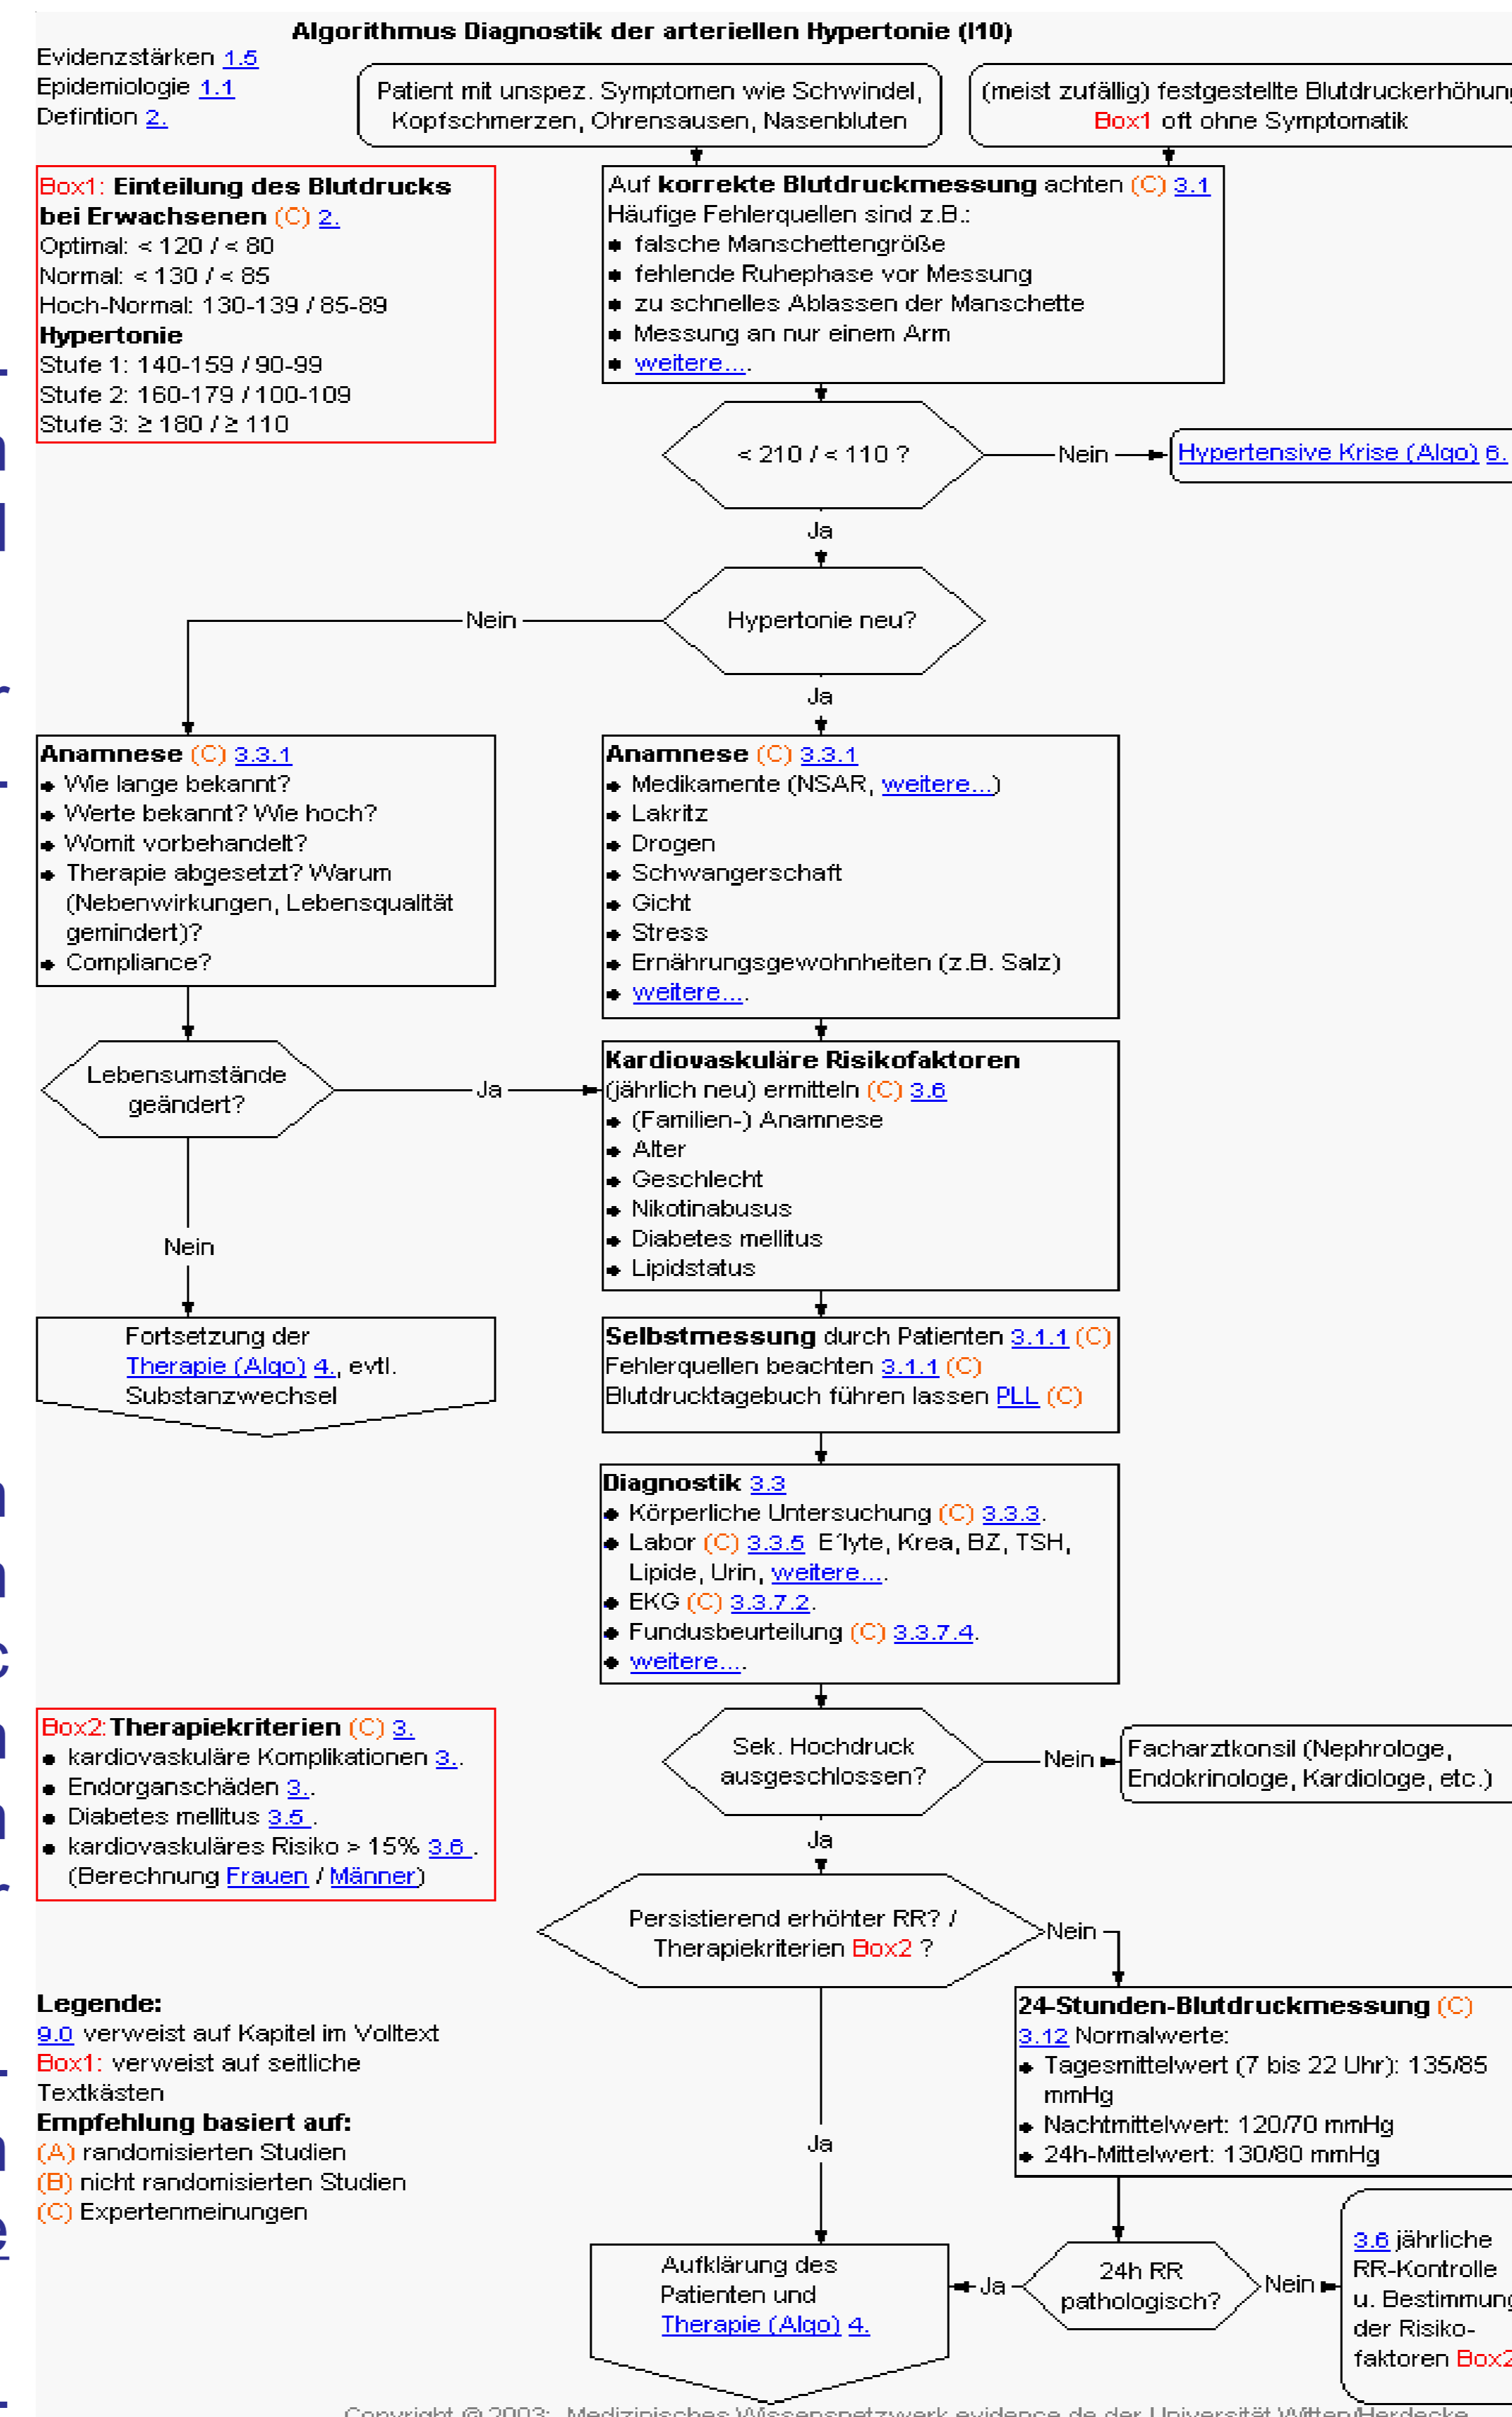 Algorithmus Diagnostik der arteriellen Hypertonie (I10)
Evidenzstärken 1.5
Epidemiologie 1.1
Defintion 2.
Patient mit unspez. Symptomen wie Schwindel,
Kopfschmerzen, Ohrensausen, Nasenbluten
(meist zufällig) festgestellte Blutdruckerhöhung
Box1 oft ohne Symptomatik
Box1: Einteilung des Blutdrucks
bei Erwachsenen (C) 2.
Optimal: < 120 / < 80
Normal: < 130 / < 85
Hoch-Normal: 130-139 / 85-89
Hypertonie
Stufe 1: 140-159 / 90-99
Stufe 2: 160-179 / 100-109
Stufe 3: ≥ 180 / ≥ 110
Auf korrekte Blutdruckmessung achten (C) 3.1
Häufige Fehlerquellen sind z.B.:
• falsche Manschettengröße
• fehlende Ruhephase vor Messung
• zu schnelles Ablassen der Manschette
• Messung an nur einem Arm
• weitere....
< 210 / < 110 ?
Nein
Hypertensive Krise (Algo) 6.
Ja
Hypertonie neu?
Nein
Ja
Anamnese (C) 3.3.1
• Wie lange bekannt?
• Werte bekannt? Wie hoch?
• Womit vorbehandelt?
• Therapie abgesetzt? Warum
(Nebenwirkungen, Lebensqualität
gemindert)?
• Compliance?
Anamnese (C) 3.3.1
• Medikamente (NSAR, weitere...)
• Lakritz
• Drogen
• Schwangerschaft
• Gicht
• Stress
• Ernährungsgewohnheiten (z.B. Salz)
• weitere....
Lebensumstände
geändert?
Ja
Nein
Kardiovaskuläre Risikofaktoren
(jährlich neu) ermitteln (C) 3.6
• (Familien-) Anamnese
• Alter
• Geschlecht
• Nikotinabusus
• Diabetes mellitus
• Lipidstatus
Fortsetzung der
Therapie (Algo) 4., evtl.
Substanzwechsel
Selbstmessung durch Patienten 3.1.1 (C)
Fehlerquellen beachten 3.1.1 (C)
Blutdrucktagebuch führen lassen PLL (C)
Diagnostik 3.3
• Körperliche Untersuchung (C) 3.3.3.
• Labor (C) 3.3.5 E´lyte, Krea, BZ, TSH,
Lipide, Urin, weitere....
• EKG (C) 3.3.7.2.
• Fundusbeurteilung (C) 3.3.7.4.
• weitere....
Box2: Therapiekriterien (C) 3.
• kardiovaskuläre Komplikationen 3..
• Endorganschäden 3..
• Diabetes mellitus 3.5 .
• kardiovaskuläres Risiko > 15% 3.6 .
(Berechnung Frauen / Männer)
Sek. Hochdruck
ausgeschlossen?
Nein
Facharztkonsil (Nephrologe,
Endokrinologe, Kardiologe, etc.)
Ja
Persistierend erhöhter RR? /
Therapiekriterien Box2 ?
Nein
Ja
24-Stunden-Blutdruckmessung (C)
3.12 Normalwerte:
• Tagesmittelwert (7 bis 22 Uhr): 135/85
mmHg
• Nachtmittelwert: 120/70 mmHg
• 24h-Mittelwert: 130/80 mmHg
Legende:
9.0 verweist auf Kapitel im Volltext
Box1: verweist auf seitliche
Textkästen
Empfehlung basiert auf:
(A) randomisierten Studien
(B) nicht randomisierten Studien
(C) Expertenmeinungen
Aufklärung des
Patienten und
Therapie (Algo) 4.
Ja
24h RR
pathologisch?
Nein
3.6 jährliche
RR-Kontrolle
u. Bestimmung
der Risiko-
faktoren Box2
Copyright © 2003: Medizinisches Wissensnetzwerk evidence.de der Universität Witten/Herdecke